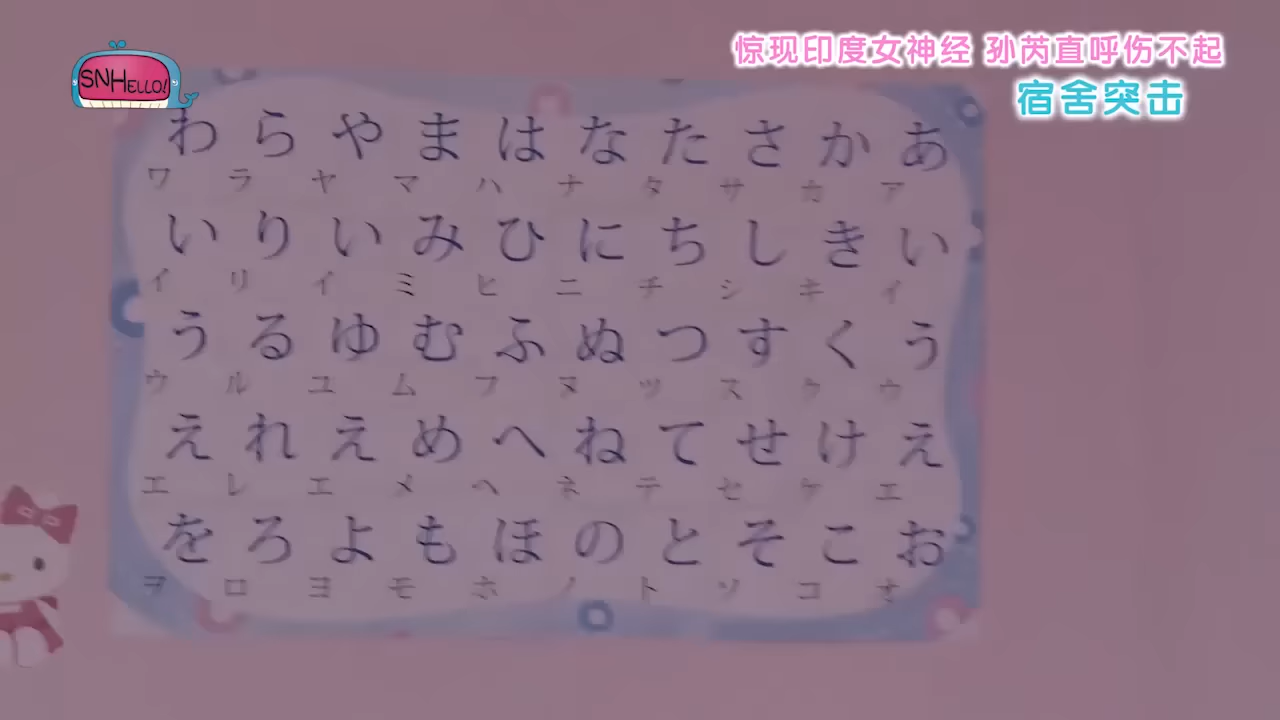 SNHELLO!
惊现印度女神经 孙芮直呼伤不起
宿舍突击
わ ら や ま は な た さ か あ
ワ ラ ヤ マ ハ ナ タ サ カ ア
い り い み ひ に ち し き い
イ リ イ ミ ヒ ニ チ シ キ イ
う る ゆ む ふ ぬ つ す く う
ウ ル ユ ム フ ヌ ツ ス ク ウ
え れ え め へ ね て せ け え
エ レ エ メ ヘ ネ テ セ ケ エ
を ろ よ も ほ の と そ こ お
ヲ ロ ヨ モ ホ ノ ト ソ コ オ